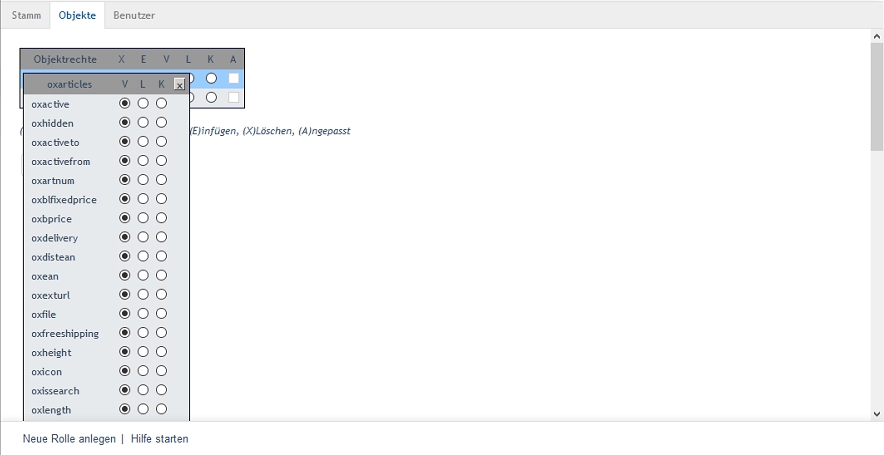 Stamm Objekte Benutzer
Objektrechte X E V L K A
oxarticles V L K x
oxactive
oxhidden
(E)infügen, (X)Löschen, (A)ngepasst
oxactiveto
oxactivefrom
oxartnum
oxblfixedprice
oxbprice
oxdelivery
oxdistean
oxean
oxexturl
oxfile
oxfreeshipping
oxheight
oxicon
oxissearch
oxlength
Neue Rolle anlegen | Hilfe starten